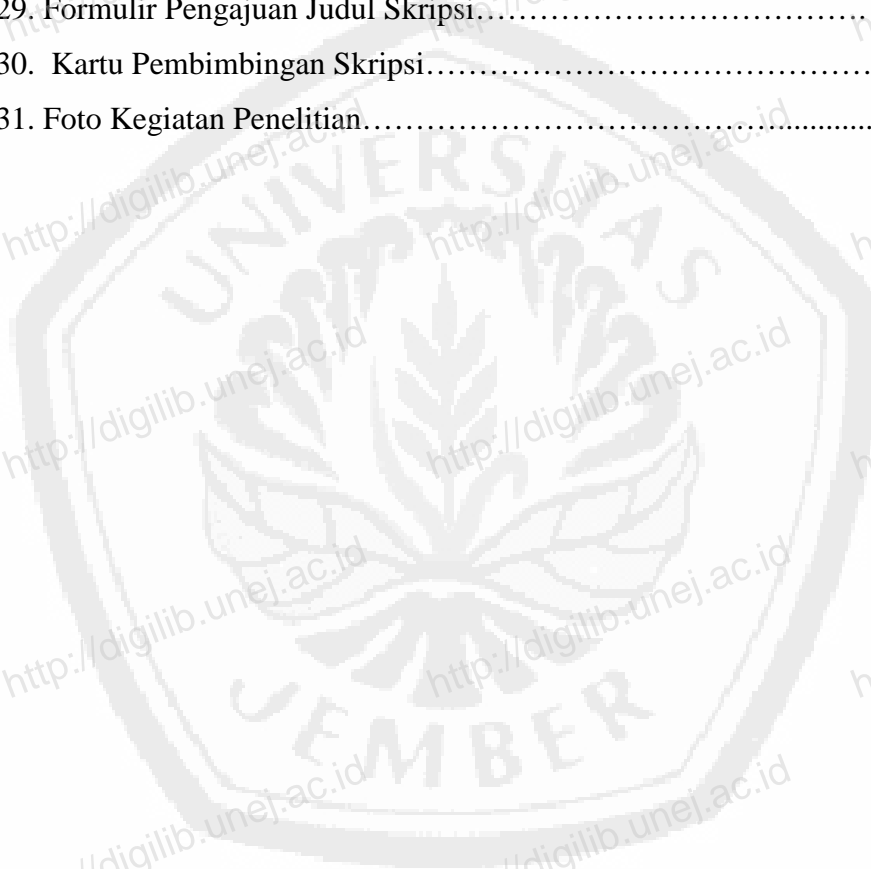 29. Formulir Pengajuan Judul Skripsi……………………………………
30. Kartu Pembimbingan Skripsi…………………………………………
31. Foto Kegiatan Penelitian…………………………………………............
http://digilib.unej.ac.id
http://digilib.unej.ac.id
UNIVERSITAS
http://digilib.unej.ac.id
http://digilib.unej.ac.id
http://digilib.unej.ac.id
http://digilib.unej.ac.id
JEMBER
//digilib.unej.ac.id
//digilib.unej.ac.id